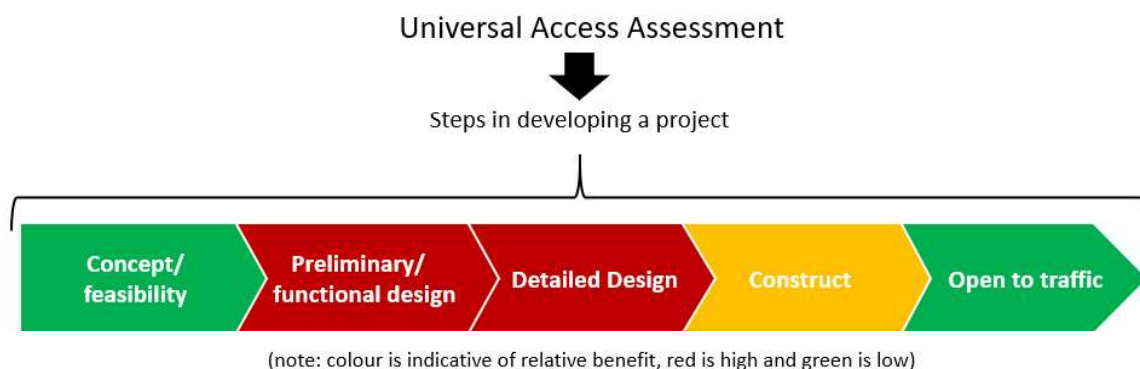 Universal Access Assessment
Steps in developing a project
Concept/
feasibility
Preliminary/
functional design
Detailed Design
Construct
Open to traffic
(note: colour is indicative of relative benefit, red is high and green is low)